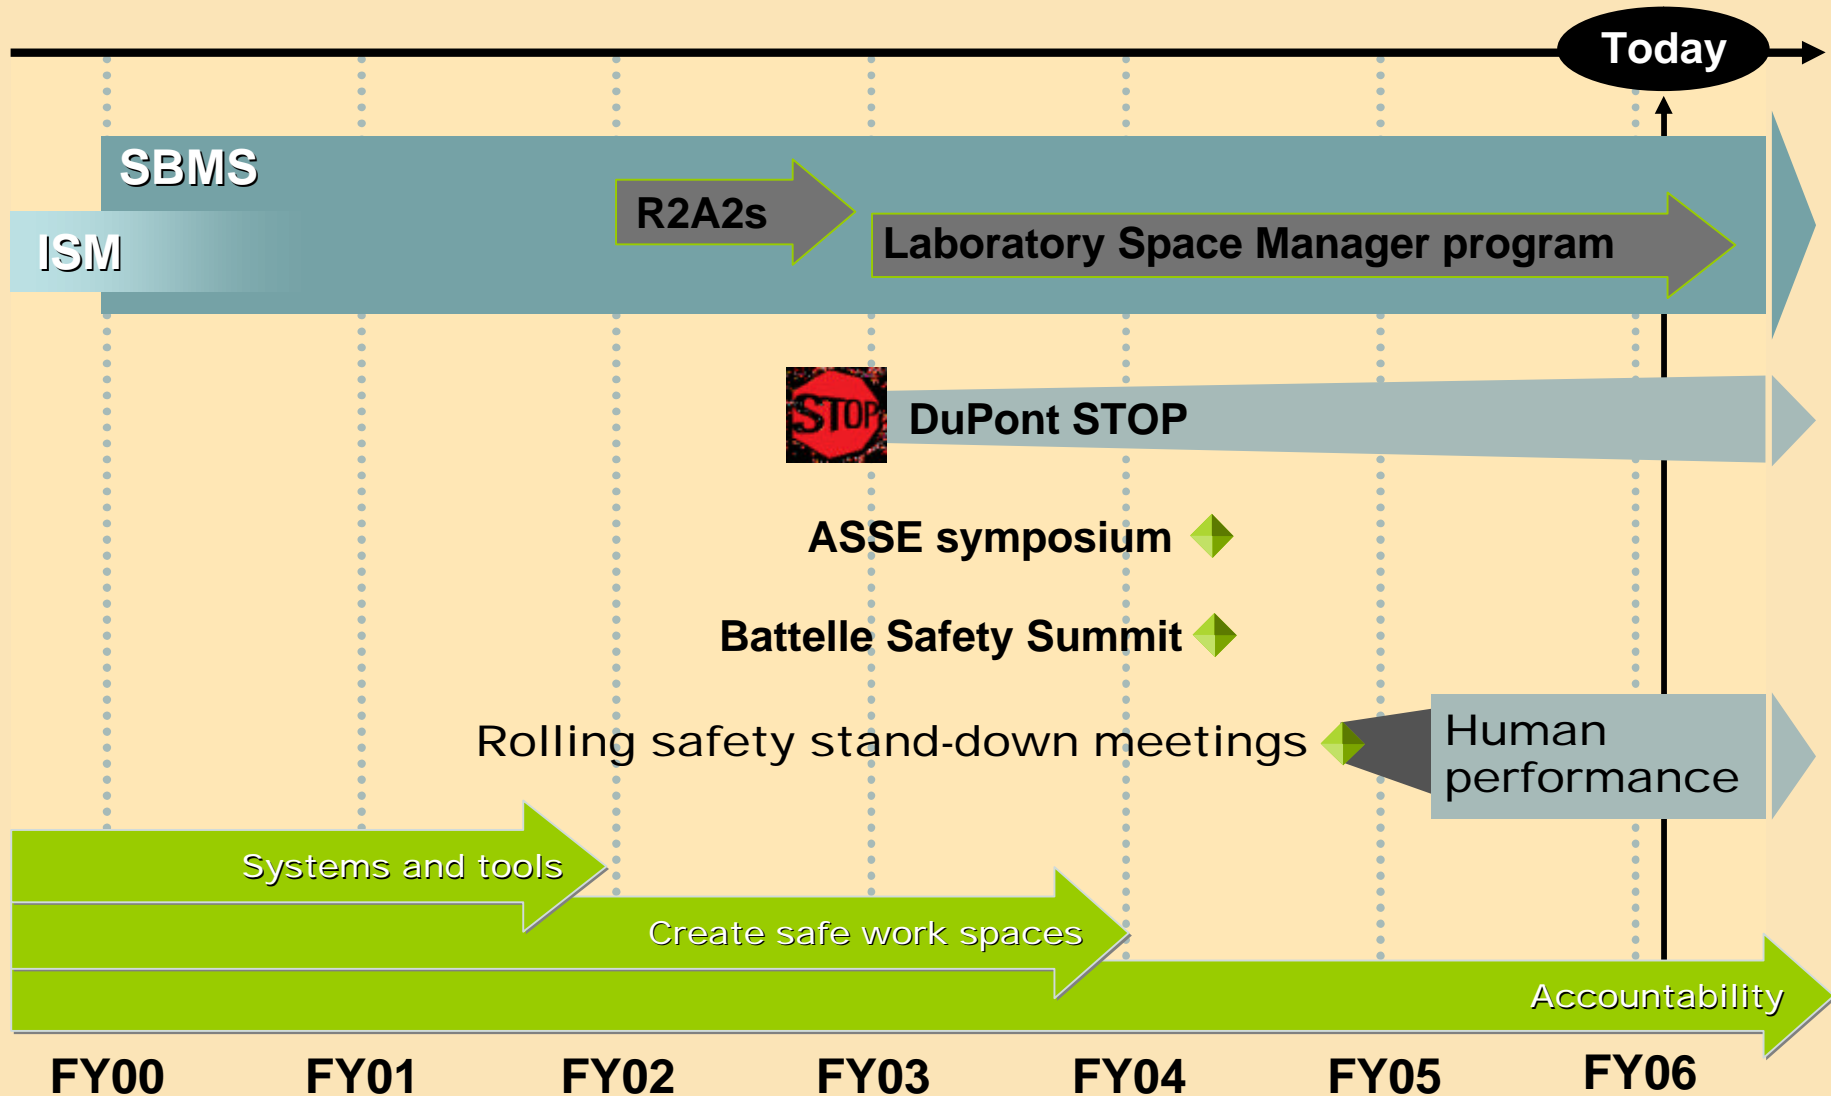 Today
SBMS
R2A2s
ISM
Laboratory Space Manager program
STOP
DuPont STOP
ASSE symposium
Battelle Safety Summit
Rolling safety stand-down meetings
Human
performance
Systems and tools
Create safe work spaces
Accountability
FY00
FY01
FY02
FY03
FY04
FY05
FY06